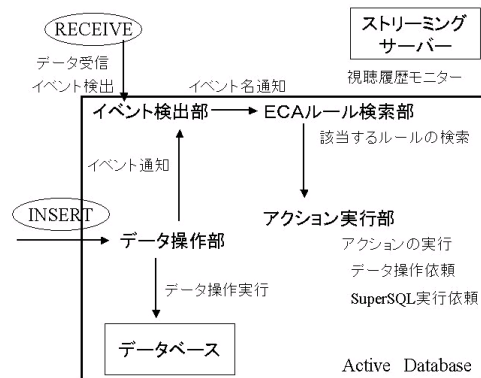 RECEIVE
ストリーミング
サーバー
データ受信
イベント検出
イベント名通知
視聴履歴モニター
イベント検出部
ECAルール検索部
イベント通知
該当するルールの検索
INSERT
データ操作部
アクション実行部
アクションの実行
データ操作依頼
SuperSQL実行依頼
データ操作実行
データベース
Active Database